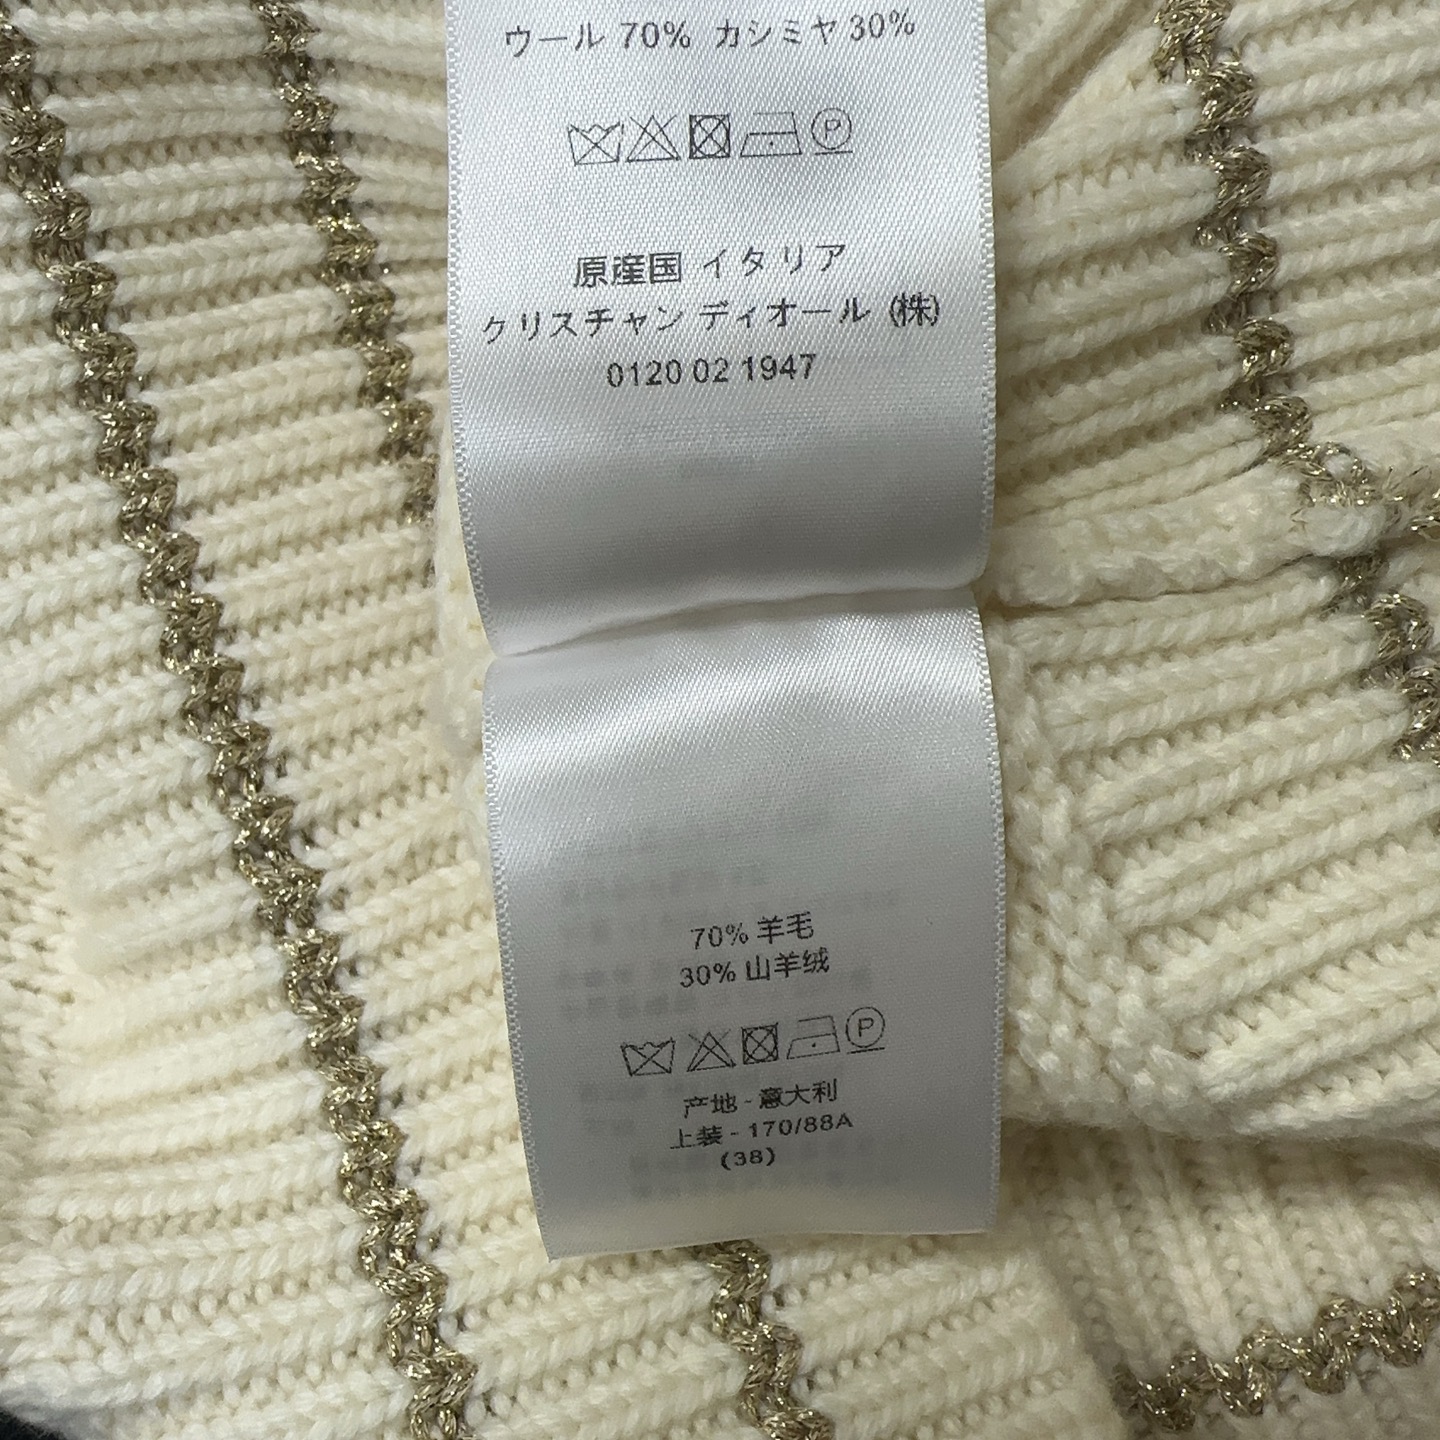 ウール 70% カシミヤ 30%
P
原産国 イタリア
クリスチャン ディオール (株)
0120 02 1947
70% 羊毛
30% 山羊绒
P
产地 - 意大利
上装 - 170/88A
(38)